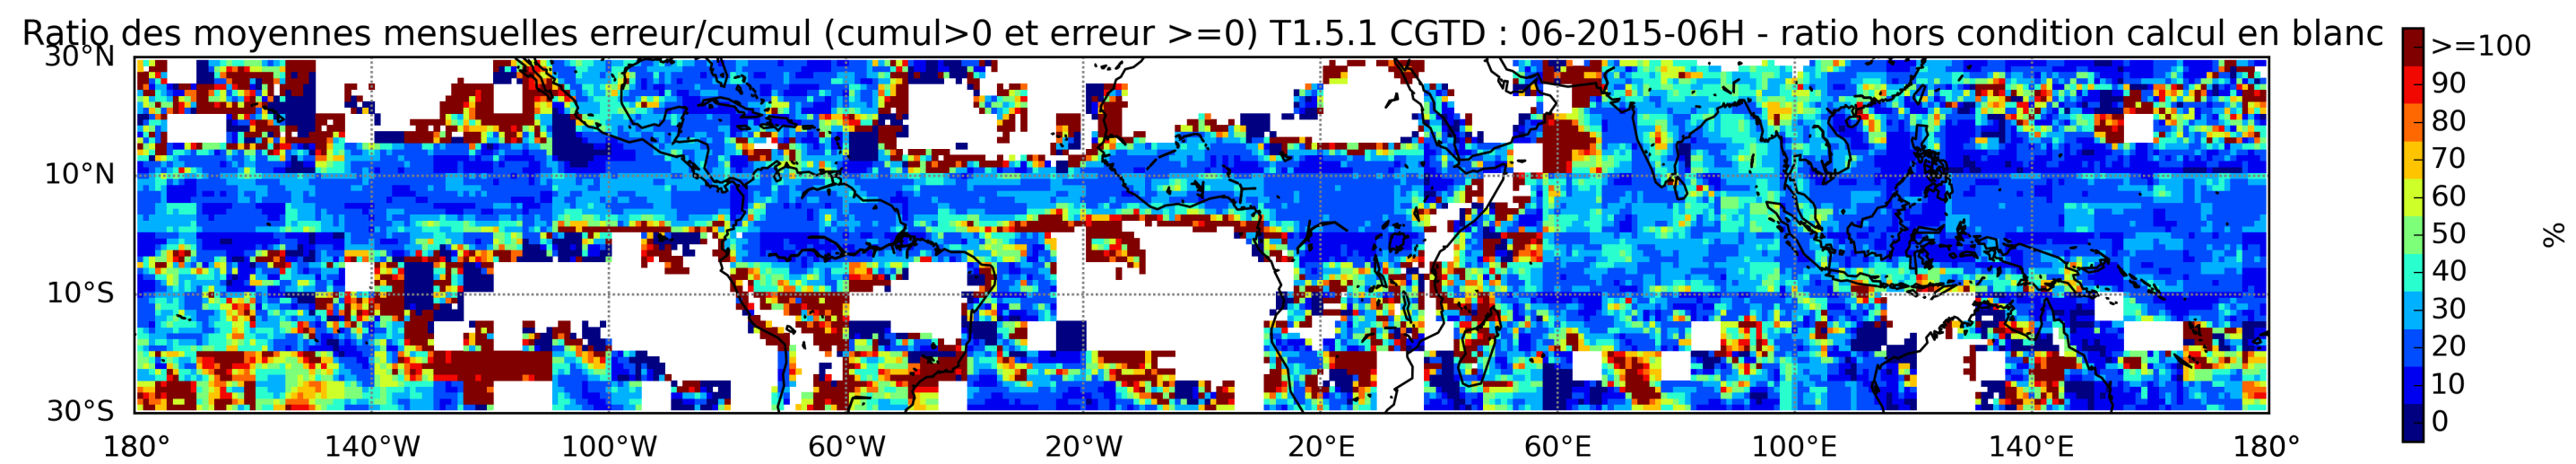 Ratio des moyennes mensuelles erreur/cumul (cumul>0 et erreur >=0) T1.5.1 CGTD : 06-2015-06H - ratio hors condition calcul en blanc
30°N
10°N
10°S
30°S
180°
140°W
100°W
60°W
20°W
20°E
60°E
100°E
140°E
180°
>=100
90
80
70
60
50
40
30
20
10
0
%